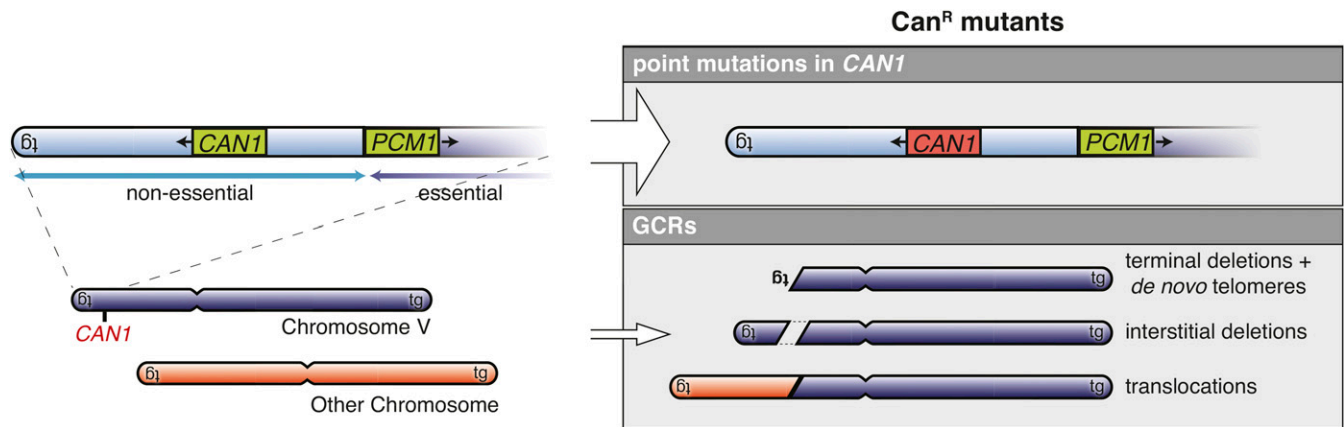 Can^R mutants
point mutations in CAN1
tg
CAN1
PCM1
tg
CAN1
PCM1
non-essential
essential
GCRs
tg
tg
terminal deletions +
de novo telomeres
tg
tg
CAN1
Chromosome V
tg
tg
interstitial deletions
tg
tg
Other Chromosome
tg
tg
translocations